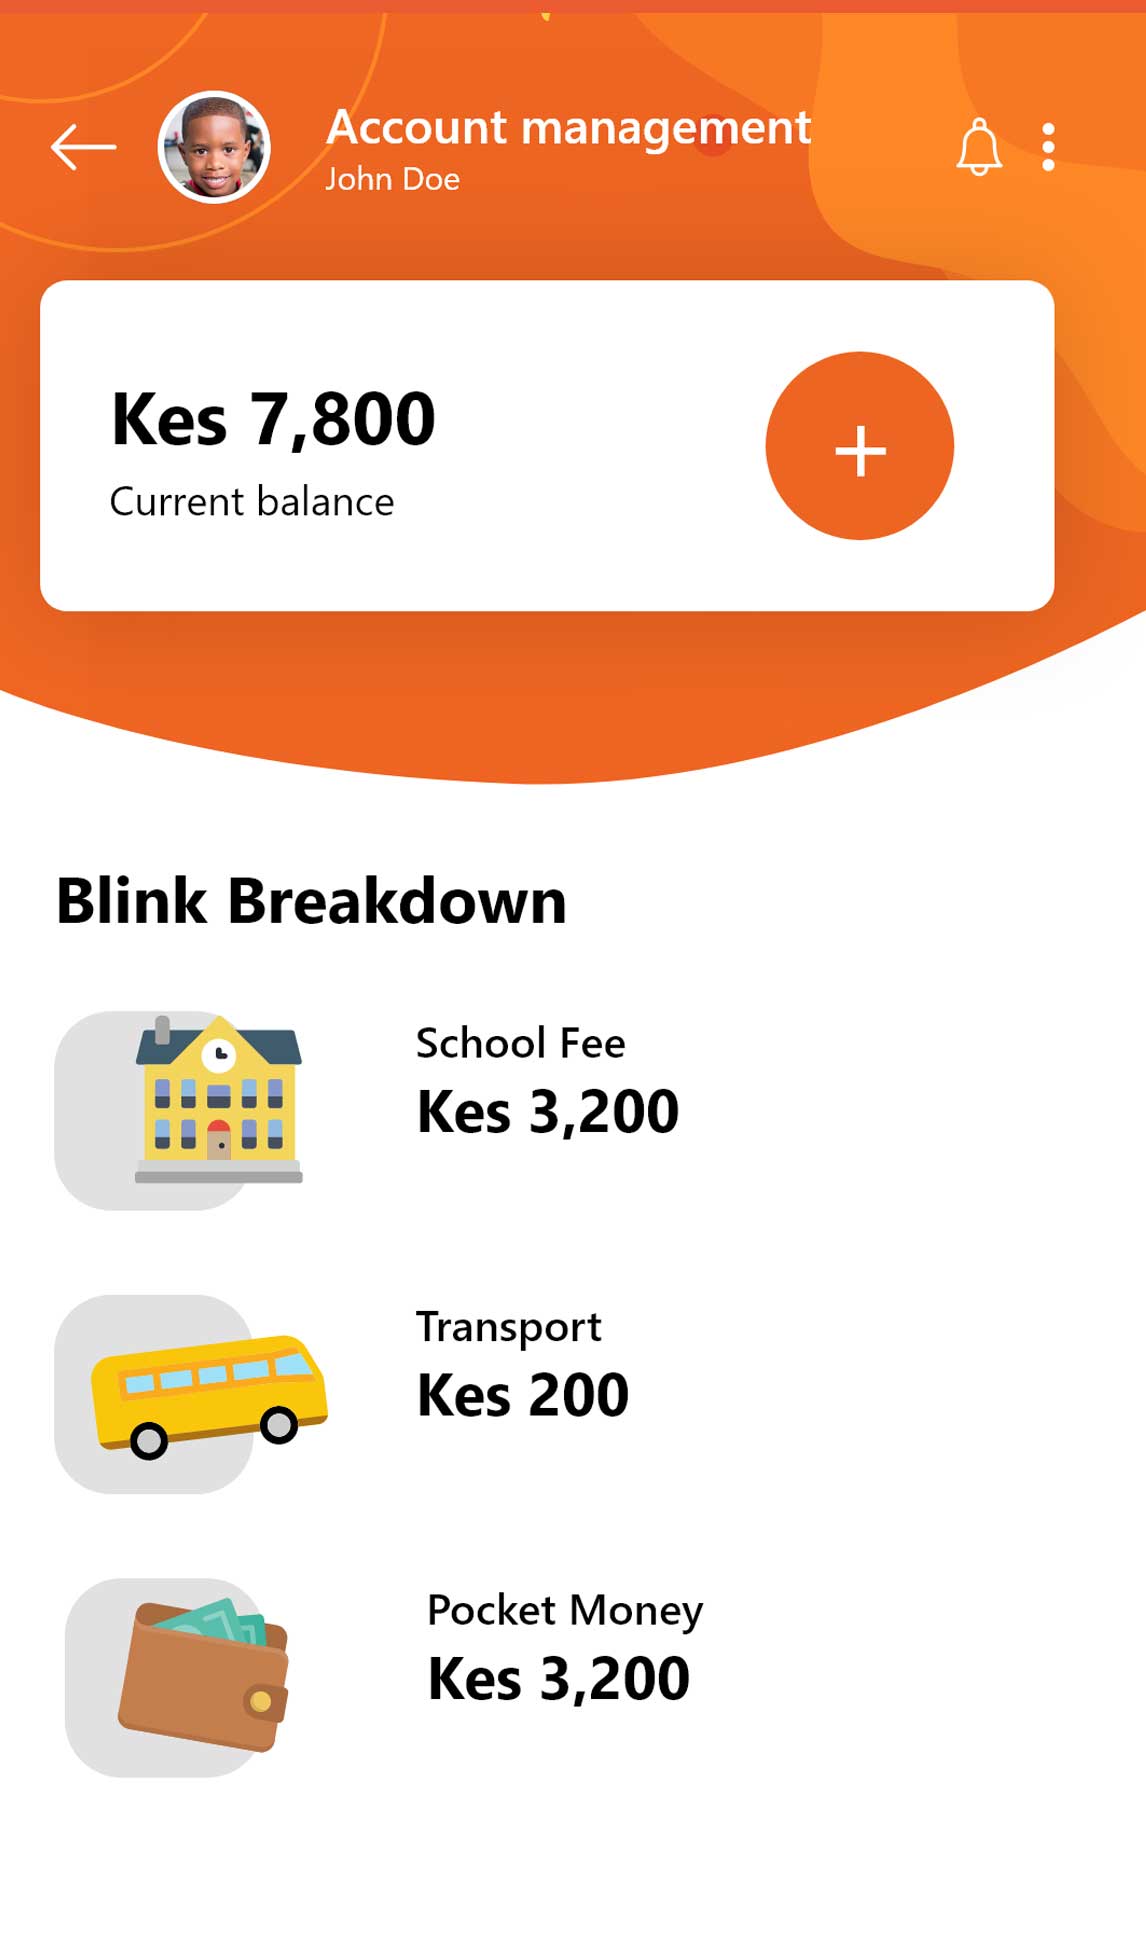 Account management
John Doe
Kes 7,800
Current balance
Blink Breakdown
School Fee
Kes 3,200
Transport
Kes 200
Pocket Money
Kes 3,200